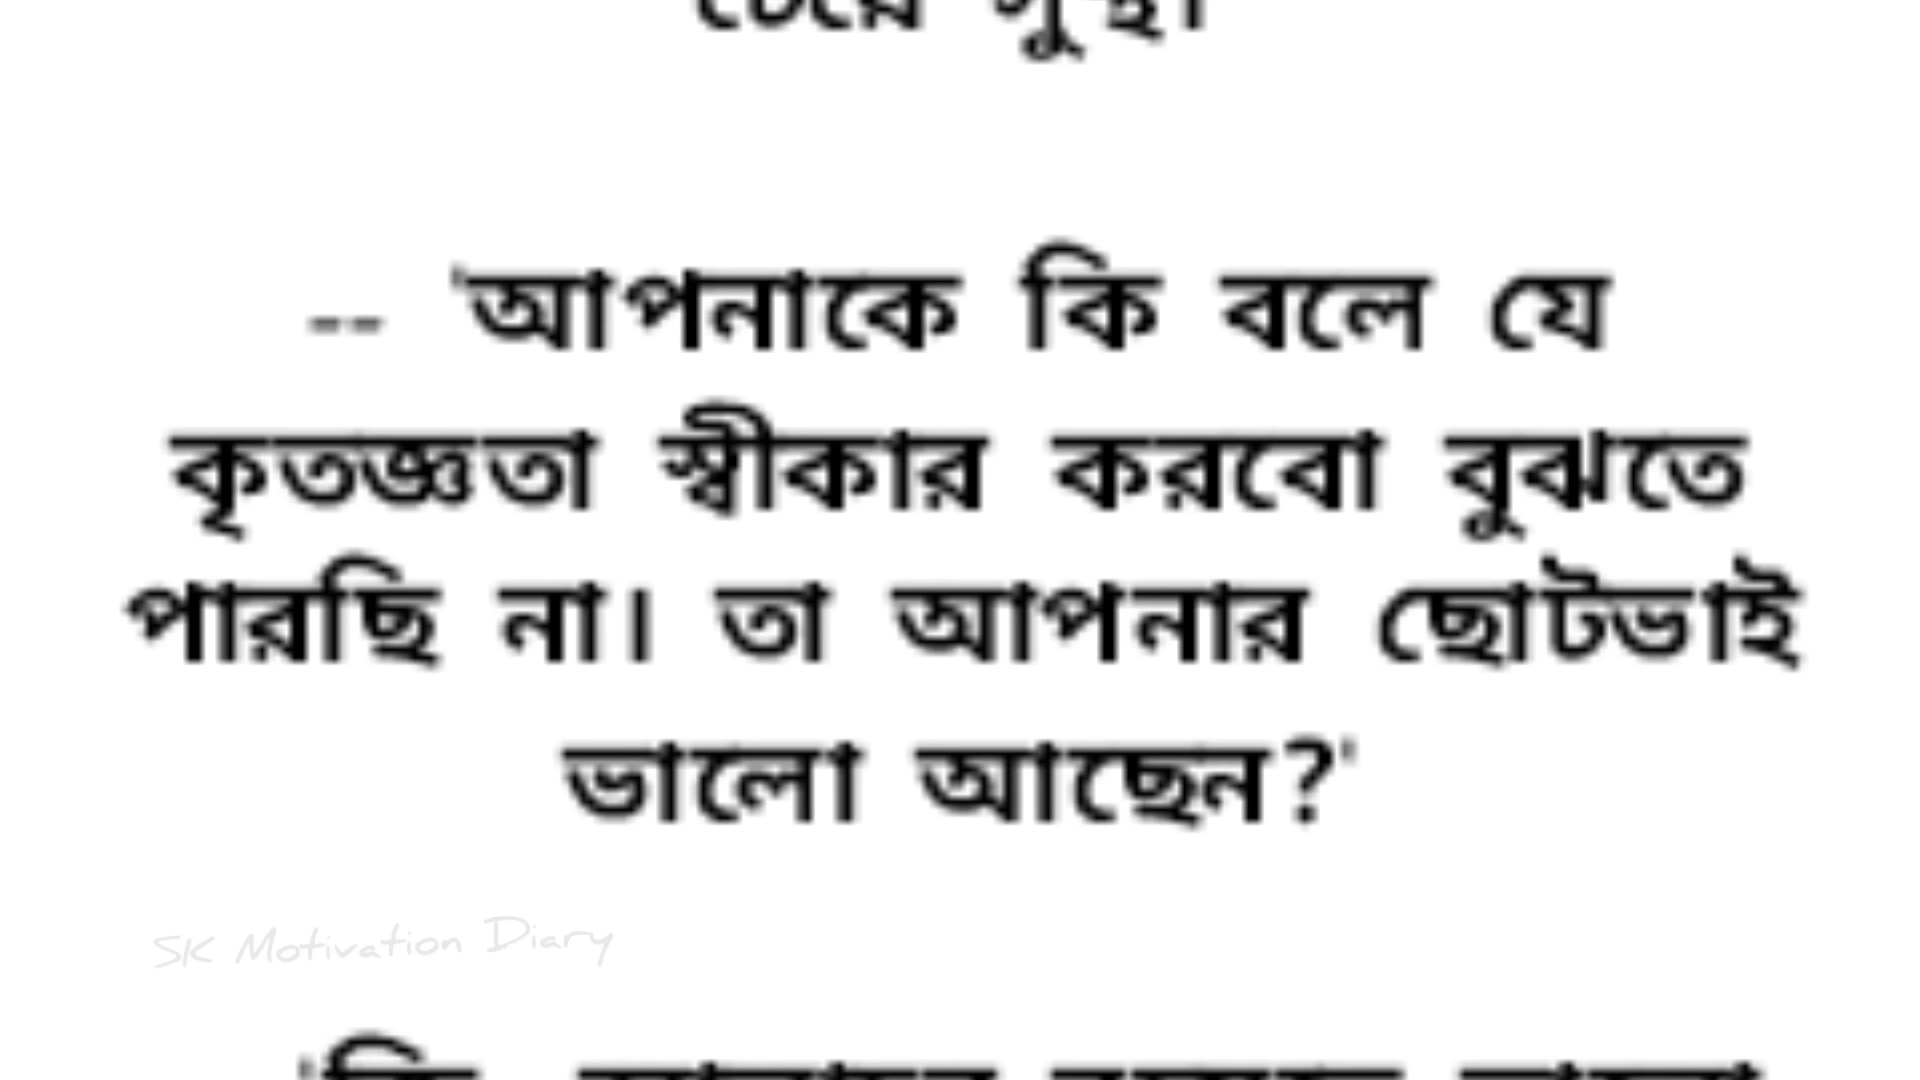 চেয়ে সুস্থ।
-- 'আপনাকে কি বলে যে
কৃতজ্ঞতা স্বীকার করবো বুঝতে
পারছি না। তা আপনার ছোটভাই
ভালো আছেন?'
SK Motivation Diary